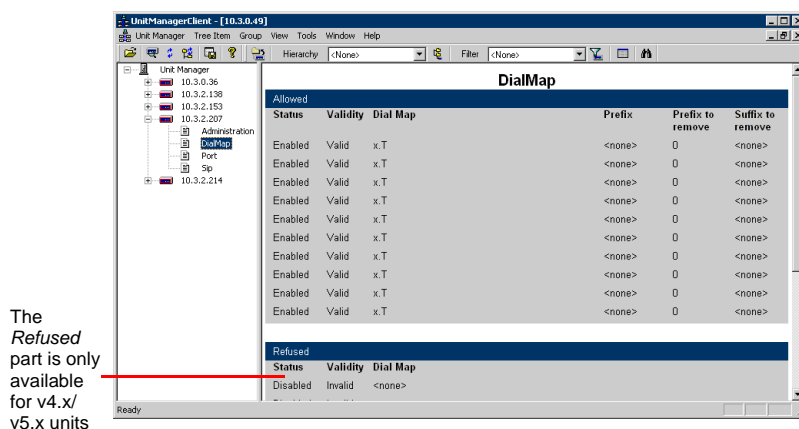 UnitManagerClient - [10.3.0.49]
Unit Manager Tree Item Group View Tools Window Help
Hierarchy <None> Filter <None>
Unit Manager
10.3.0.36
10.3.2.138
10.3.2.153
10.3.2.207
Administration
DialMap
Port
Sip
10.3.2.214
DialMap
Allowed
Status Validity Dial Map Prefix Prefix to remove Suffix to remove
Enabled Valid x.T <none> 0 <none>
Enabled Valid x.T <none> 0 <none>
Enabled Valid x.T <none> 0 <none>
Enabled Valid x.T <none> 0 <none>
Enabled Valid x.T <none> 0 <none>
Enabled Valid x.T <none> 0 <none>
Enabled Valid x.T <none> 0 <none>
Enabled Valid x.T <none> 0 <none>
Enabled Valid x.T <none> 0 <none>
Enabled Valid x.T <none> 0 <none>
Refused
Status Validity Dial Map
Disabled Invalid <none>
Ready
The
Refused
part is only
available
for v4.x/
v5.x units